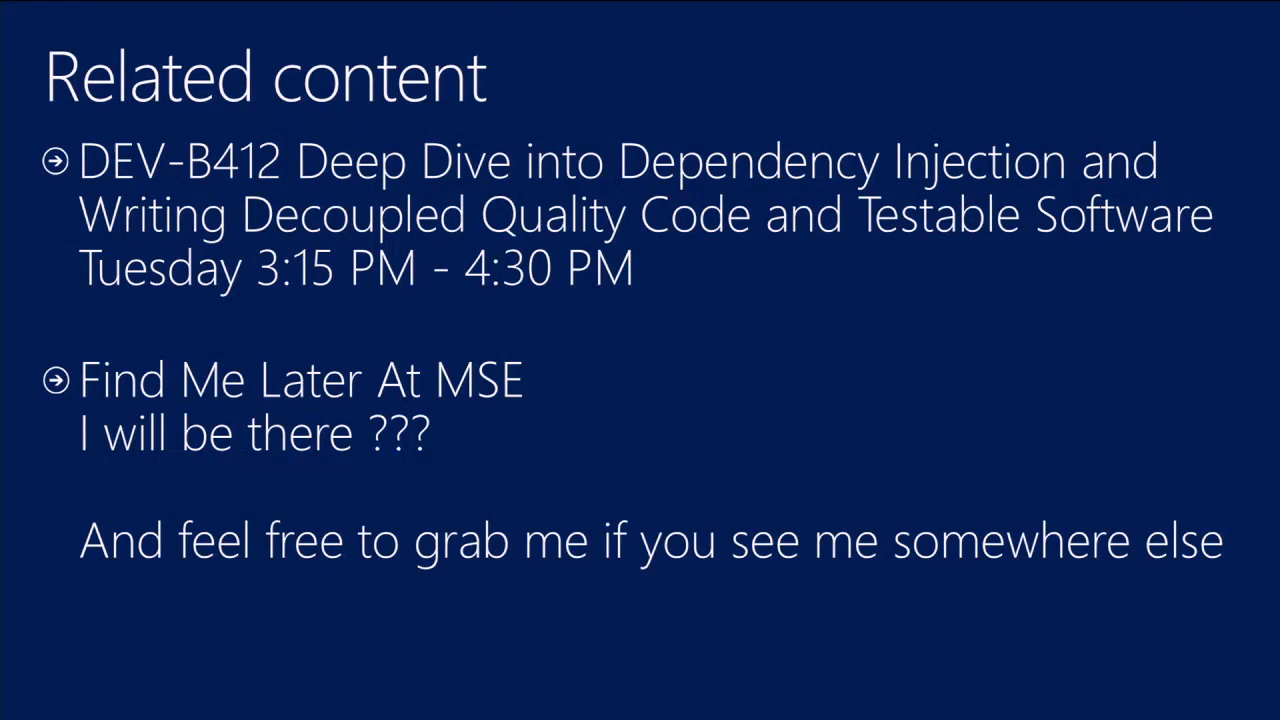 Related content
DEV-B412 Deep Dive into Dependency Injection and
Writing Decoupled Quality Code and Testable Software
Tuesday 3:15 PM - 4:30 PM
Find Me Later At MSE
I will be there ???
And feel free to grab me if you see me somewhere else